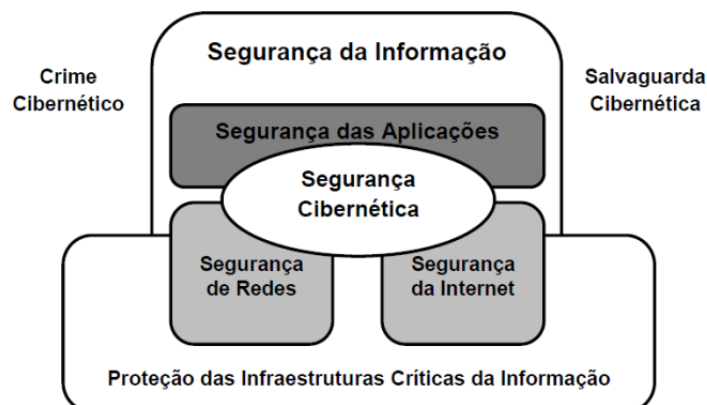 Segurança da Informação
Crime
Cibernético
Salvaguarda
Cibernética
Segurança das Aplicações
Segurança
Cibernética
Segurança
de Redes
Segurança
da Internet
Proteção das Infraestruturas Críticas da Informação